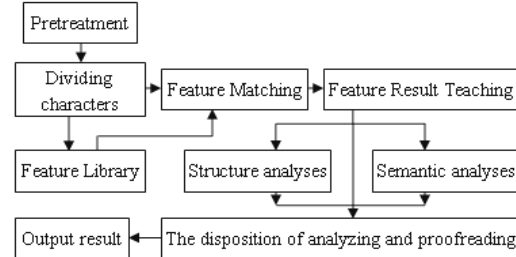 Pretreatment
Dividing
characters
Feature Matching
Feature Result Teaching
Feature Library
Structure analyses
Semantic analyses
Output result
The disposition of analyzing and proofreading